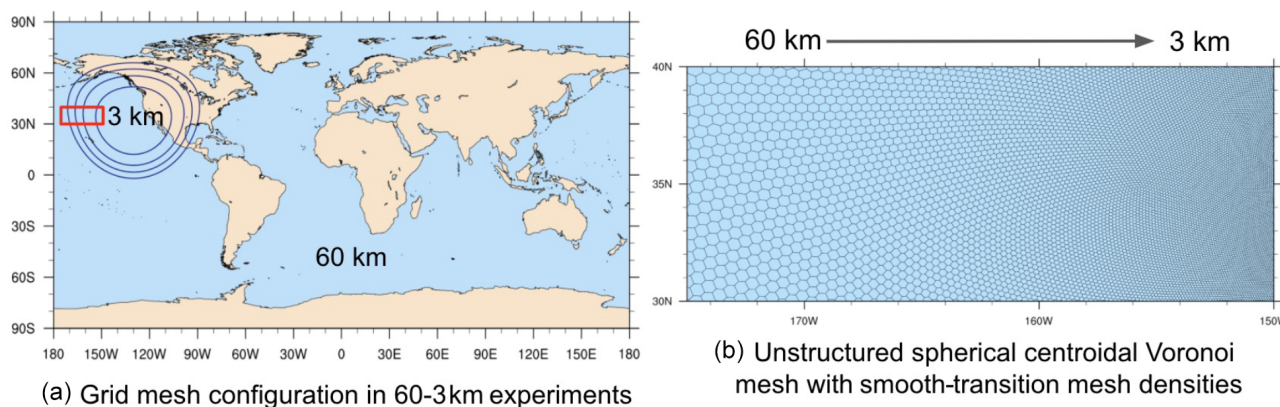 90N
60N
30N
0
30S
60S
90S
180 150W 120W 90W 60W 30W 0 30E 60E 90E 120E 150E 180
3 km
60 km
(a) Grid mesh configuration in 60-3km experiments
60 km 3 km
40N
35N
30N
170W 160W 150W
(b) Unstructured spherical centroidal Voronoi
mesh with smooth-transition mesh densities